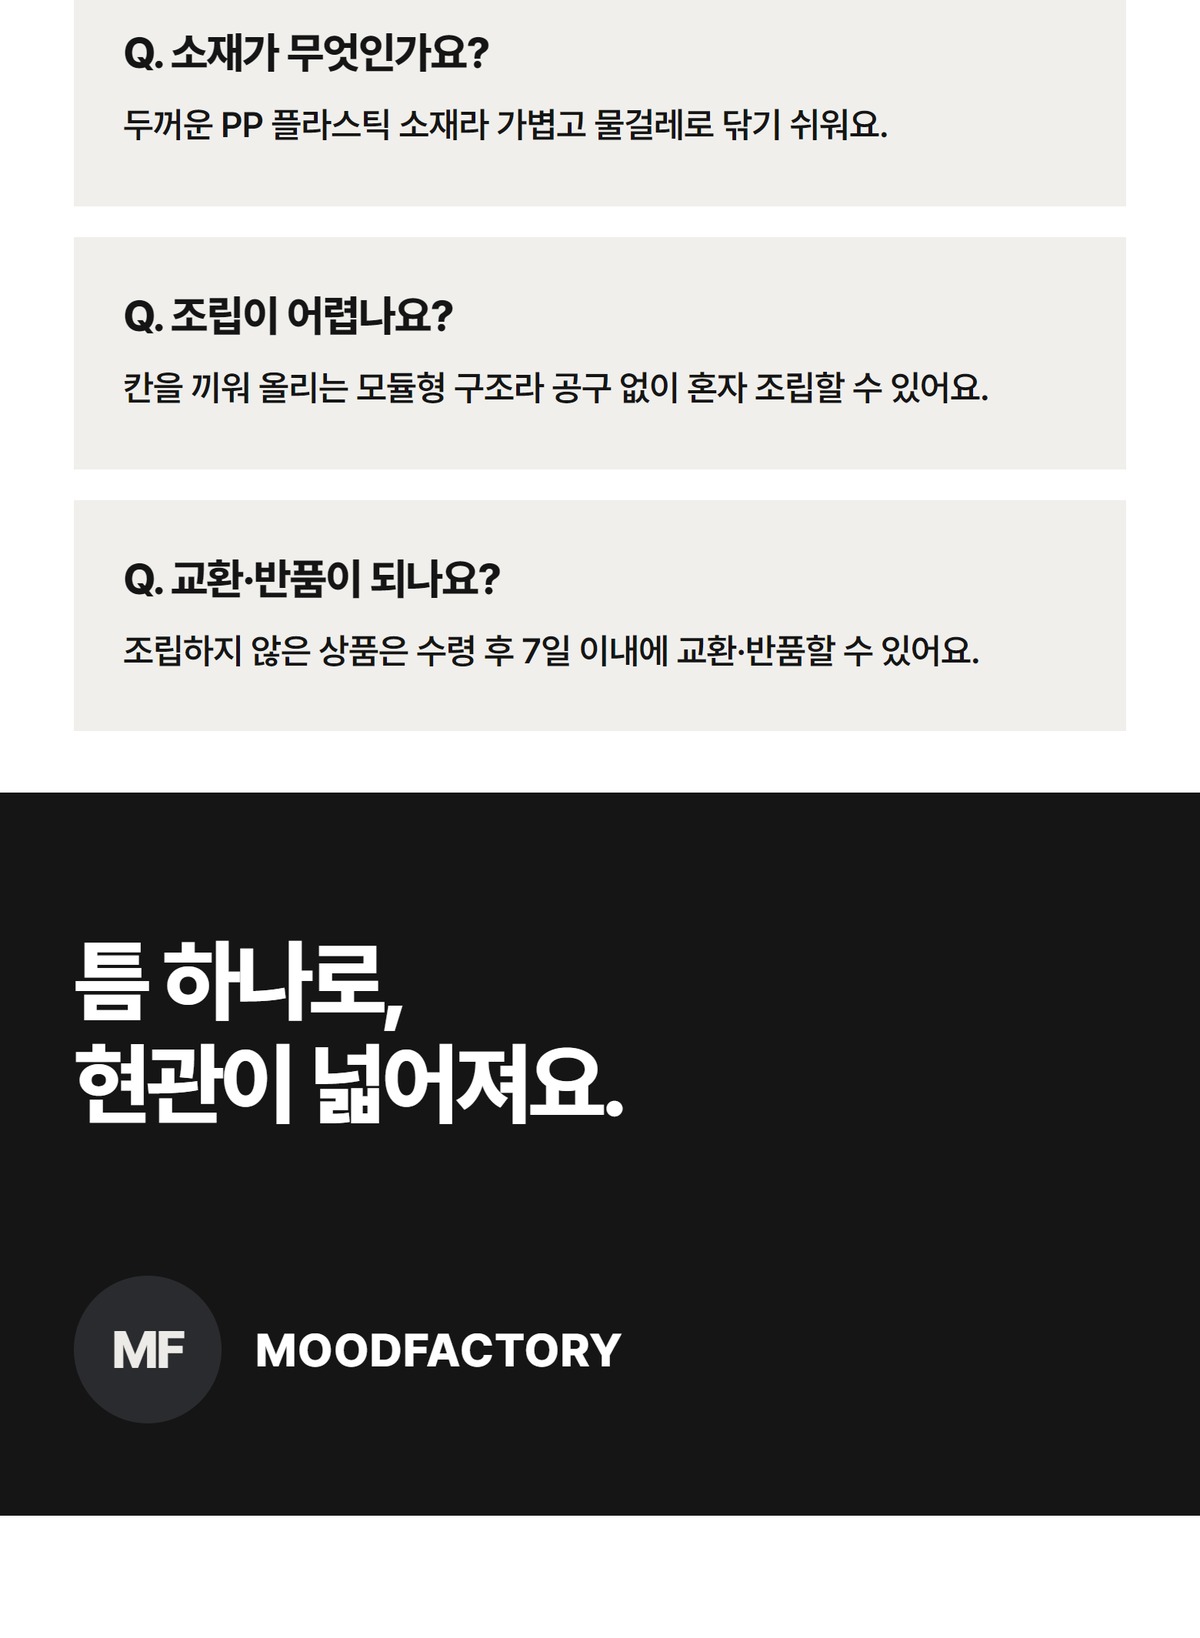 Q. 소재가 무엇인가요?
두꺼운 PP 플라스틱 소재라 가볍고 물걸레로 닦기 쉬워요.
Q. 조립이 어렵나요?
칸을 끼워 올리는 모듈형 구조라 공구 없이 혼자 조립할 수 있어요.
Q. 교환·반품이 되나요?
조립하지 않은 상품은 수령 후 7일 이내에 교환·반품할 수 있어요.
틈 하나로,
현관이 넓어져요.
MF MOODFACTORY